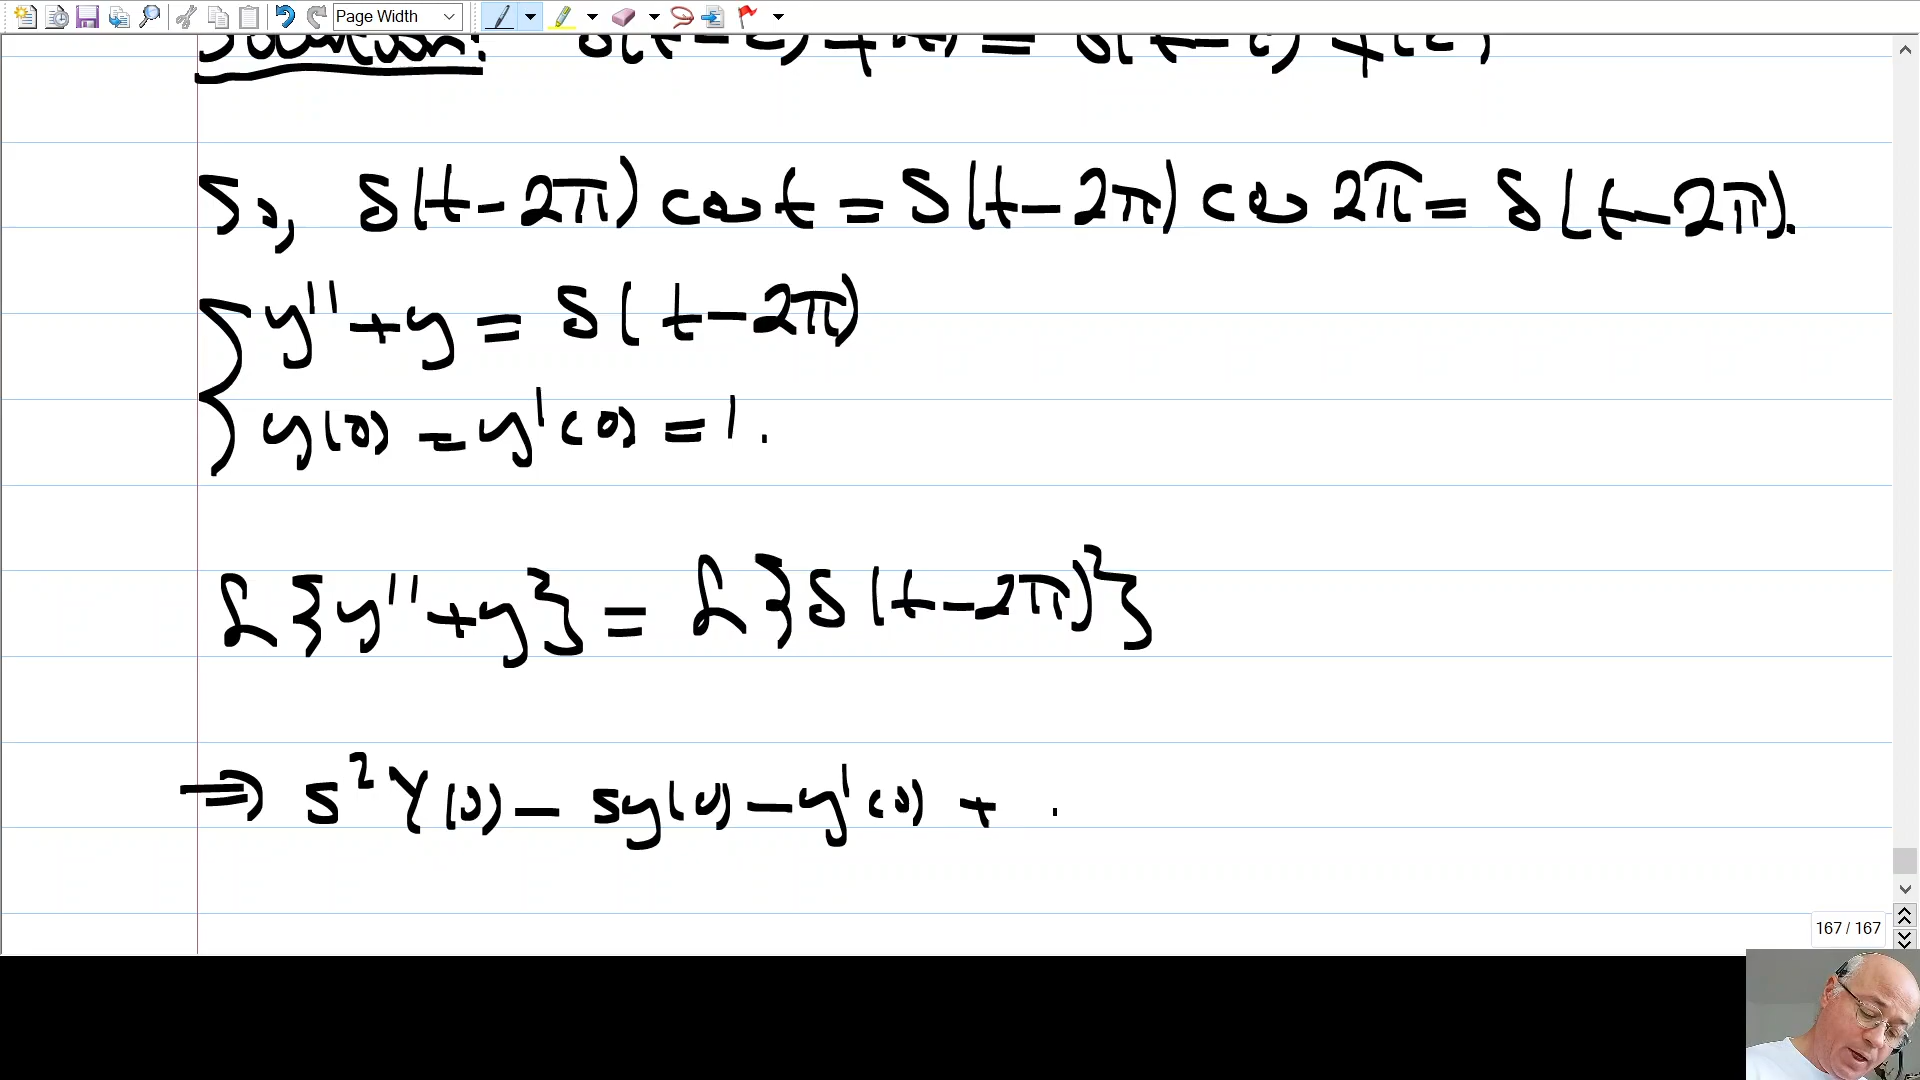 Page Width
Solution: δ(t-c) f(t) = δ(t-c) f(c)
So, δ(t-2π) cos t = δ(t-2π) cos 2π = δ(t-2π).
y'' + y = δ(t-2π)
y(0) = y'(0) = 1.
ℒ{y''+y} = ℒ{δ(t-2π)}
⇒ s²Y(s) - sy(0) - y'(0) +
167 / 167